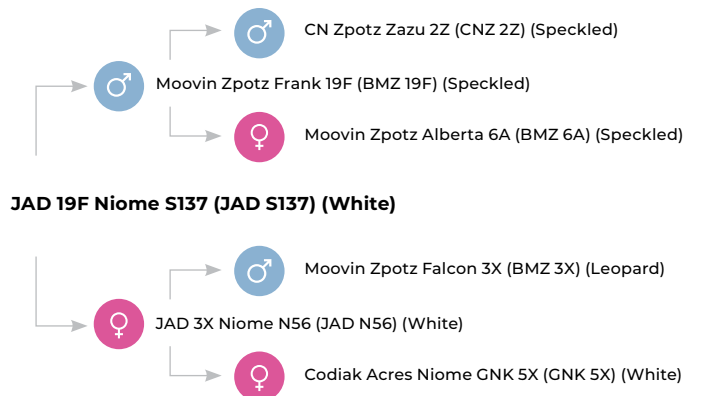 CN Zpotz Zazu 2Z (CNZ 2Z) (Speckled)
Moovin Zpotz Frank 19F (BMZ 19F) (Speckled)
Moovin Zpotz Alberta 6A (BMZ 6A) (Speckled)
JAD 19F Niome S137 (JAD S137) (White)
Moovin Zpotz Falcon 3X (BMZ 3X) (Leopard)
JAD 3X Niome N56 (JAD N56) (White)
Codiak Acres Niome GNK 5X (GNK 5X) (White)